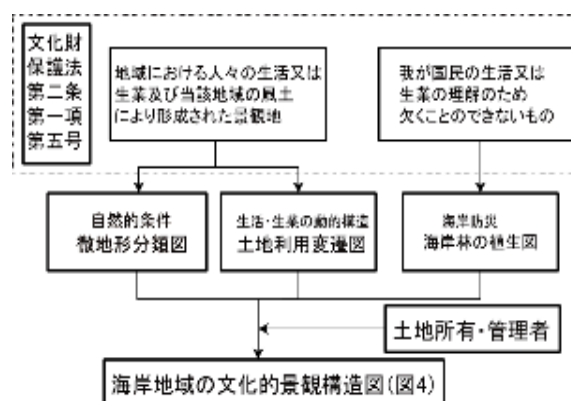 文化財
保護法
第二条
第一項
第五号
地域における人々の生活又は
生業及び当該地域の風土
により形成された景観地
我が国民の生活又は
生業の理解のため
欠くことのできないもの
自然的条件
微地形分類図
生活・生業の動的構造
土地利用変遷図
海岸防災
海岸林の植生図
土地所有・管理者
海岸地域の文化的景観構造図(図4)